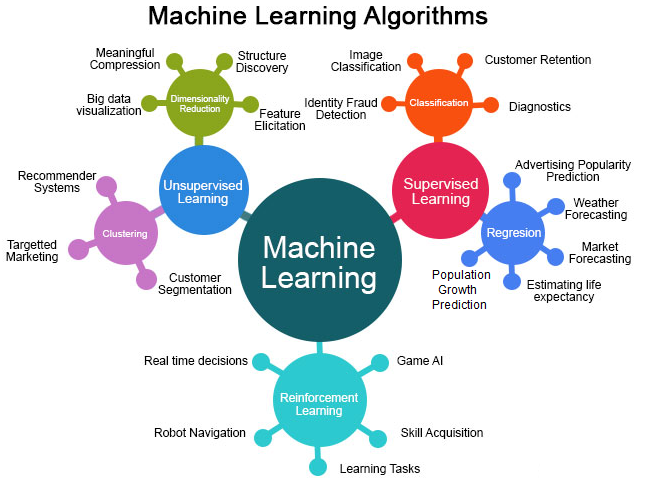 Machine Learning Algorithms
Meaningful
Compression
Structure
Discovery
Big data
visualization
Dimensionality
Reduction
Feature
Elicitation
Image
Classification
Customer Retention
Identity Fraud
Detection
Classification
Diagnostics
Recommender
Systems
Unsupervised
Learning
Clustering
Targetted
Marketing
Customer
Segmentation
Machine
Learning
Supervised
Learning
Advertising Popularity
Prediction
Weather
Forecasting
Regresion
Market
Forecasting
Population
Growth
Prediction
Estimating life
expectancy
Real time decisions
Game AI
Reinforcement
Learning
Robot Navigation
Skill Acquisition
Learning Tasks